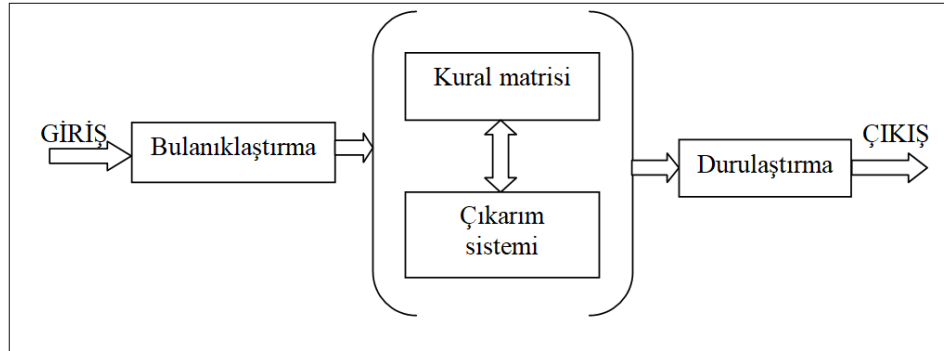 GİRİŞ
Bulanıklaştırma
Kural matrisi
Çıkarım
sistemi
Durulaştırma
ÇIKIŞ